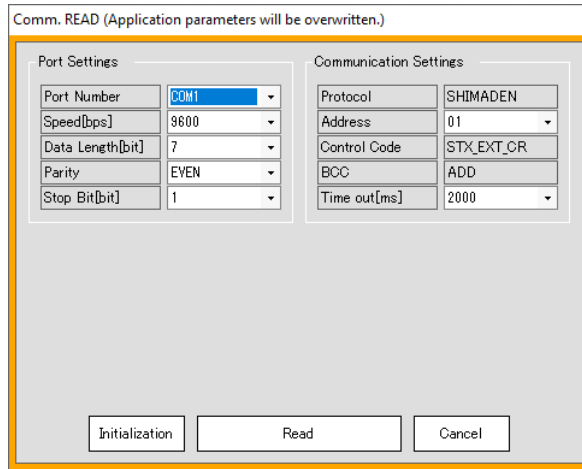 Comm. READ (Application parameters will be overwritten.)
Port Settings
Port Number COM1
Speed[bps] 9600
Data Length[bit] 7
Parity EVEN
Stop Bit[bit] 1
Communication Settings
Protocol SHIMADEN
Address 01
Control Code STX_EXT_CR
BCC ADD
Time out[ms] 2000
Initialization Read Cancel